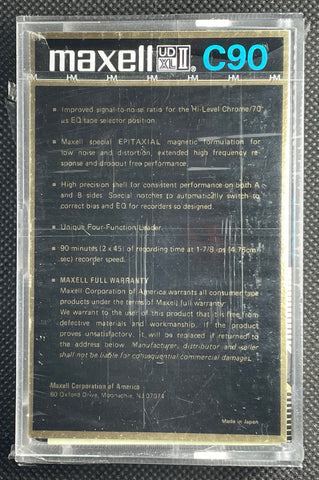 maxell UD XL II ® C90
HM HM HM HM HM HM HM
• Improved signal-to-noise ratio for the Hi-Level Chrome/70
µs EQ tape selector position.
• Maxell special EPITAXIAL magnetic formulation for
low noise and distortion, extended high frequency re-
sponse and dropout free performance.
• High precision shell for consistent performance on both A
and B sides. Special notches to automatically switch to
correct bias and EQ for recorders so designed.
• Unique Four-Function Leader.
• 90 minutes (2 x 45) of recording time at 1-7/8 ips (4.76cm/
sec) recorder speed.
• MAXELL FULL WARRANTY
Maxell Corporation of America warrants all consumer tape
products under the terms of Maxell full warranty.
We warrant to the user of this product that it is free from
defective materials and workmanship. If the product
proves unsatisfactory, it will be replaced if returned to
the address below. Manufacturer, distributor and seller
shall not be liable for consequential commercial damages.
Maxell Corporation of America
60 Oxford Drive, Moonachie, NJ 07074
Made in Japan